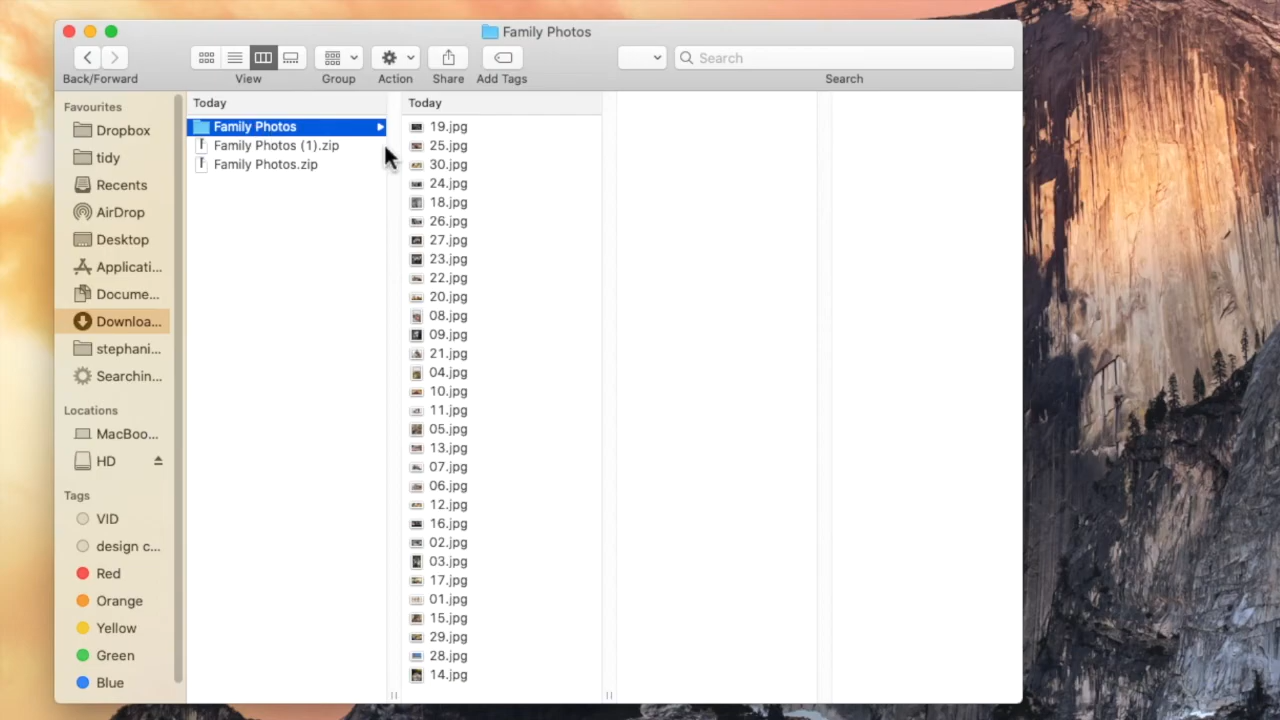 Family Photos
Back/Forward
View
Group
Action
Share
Add Tags
Search
Search
Favourites
Dropbox
tidy
Recents
AirDrop
Desktop
Applicati...
Docume...
Downloa...
stephani...
Searchin...
Locations
MacBoo...
HD
Tags
VID
design c...
Red
Orange
Yellow
Green
Blue
Today
Family Photos
Family Photos (1).zip
Family Photos.zip
Today
19.jpg
25.jpg
30.jpg
24.jpg
18.jpg
26.jpg
27.jpg
23.jpg
22.jpg
20.jpg
08.jpg
09.jpg
21.jpg
04.jpg
10.jpg
11.jpg
05.jpg
13.jpg
07.jpg
06.jpg
12.jpg
16.jpg
02.jpg
03.jpg
17.jpg
01.jpg
15.jpg
29.jpg
28.jpg
14.jpg